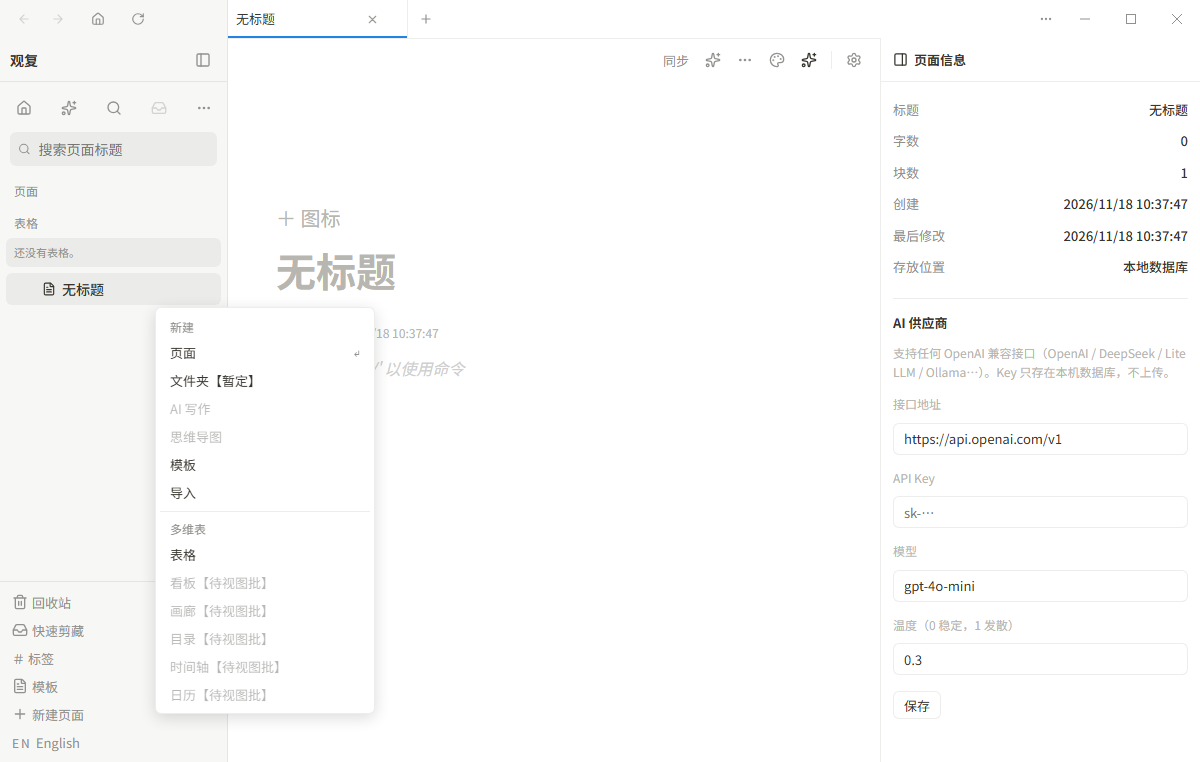 无标题
观复
同步
页面信息
搜索页面标题
页面
表格
还没有表格。
无标题
+ 图标
无标题
/18 10:37:47
'/' 以使用命令
新建
页面
文件夹【暂定】
AI 写作
思维导图
模板
导入
多维表
表格
看板【待视图批】
画廊【待视图批】
目录【待视图批】
时间轴【待视图批】
日历【待视图批】
回收站
快速剪藏
# 标签
模板
+ 新建页面
EN English
标题 无标题
字数 0
块数 1
创建 2026/11/18 10:37:47
最后修改 2026/11/18 10:37:47
存放位置 本地数据库
AI 供应商
支持任何 OpenAI 兼容接口（OpenAI / DeepSeek / Lite
LLM / Ollama…）。Key 只存在本机数据库，不上传。
接口地址
https://api.openai.com/v1
API Key
sk-…
模型
gpt-4o-mini
温度（0 稳定，1 发散）
0.3
保存